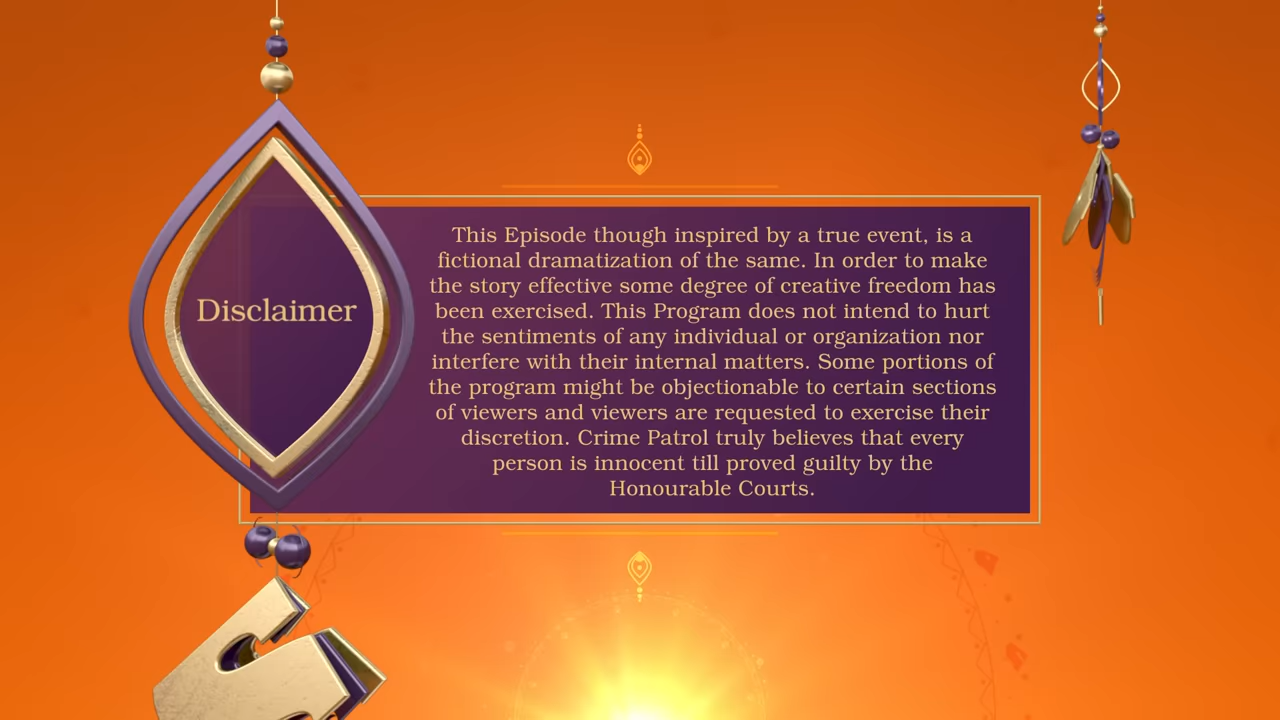 Disclaimer
This Episode though inspired by a true event, is a
fictional dramatization of the same. In order to make
the story effective some degree of creative freedom has
been exercised. This Program does not intend to hurt
the sentiments of any individual or organization nor
interfere with their internal matters. Some portions of
the program might be objectionable to certain sections
of viewers and viewers are requested to exercise their
discretion. Crime Patrol truly believes that every
person is innocent till proved guilty by the
Honourable Courts.